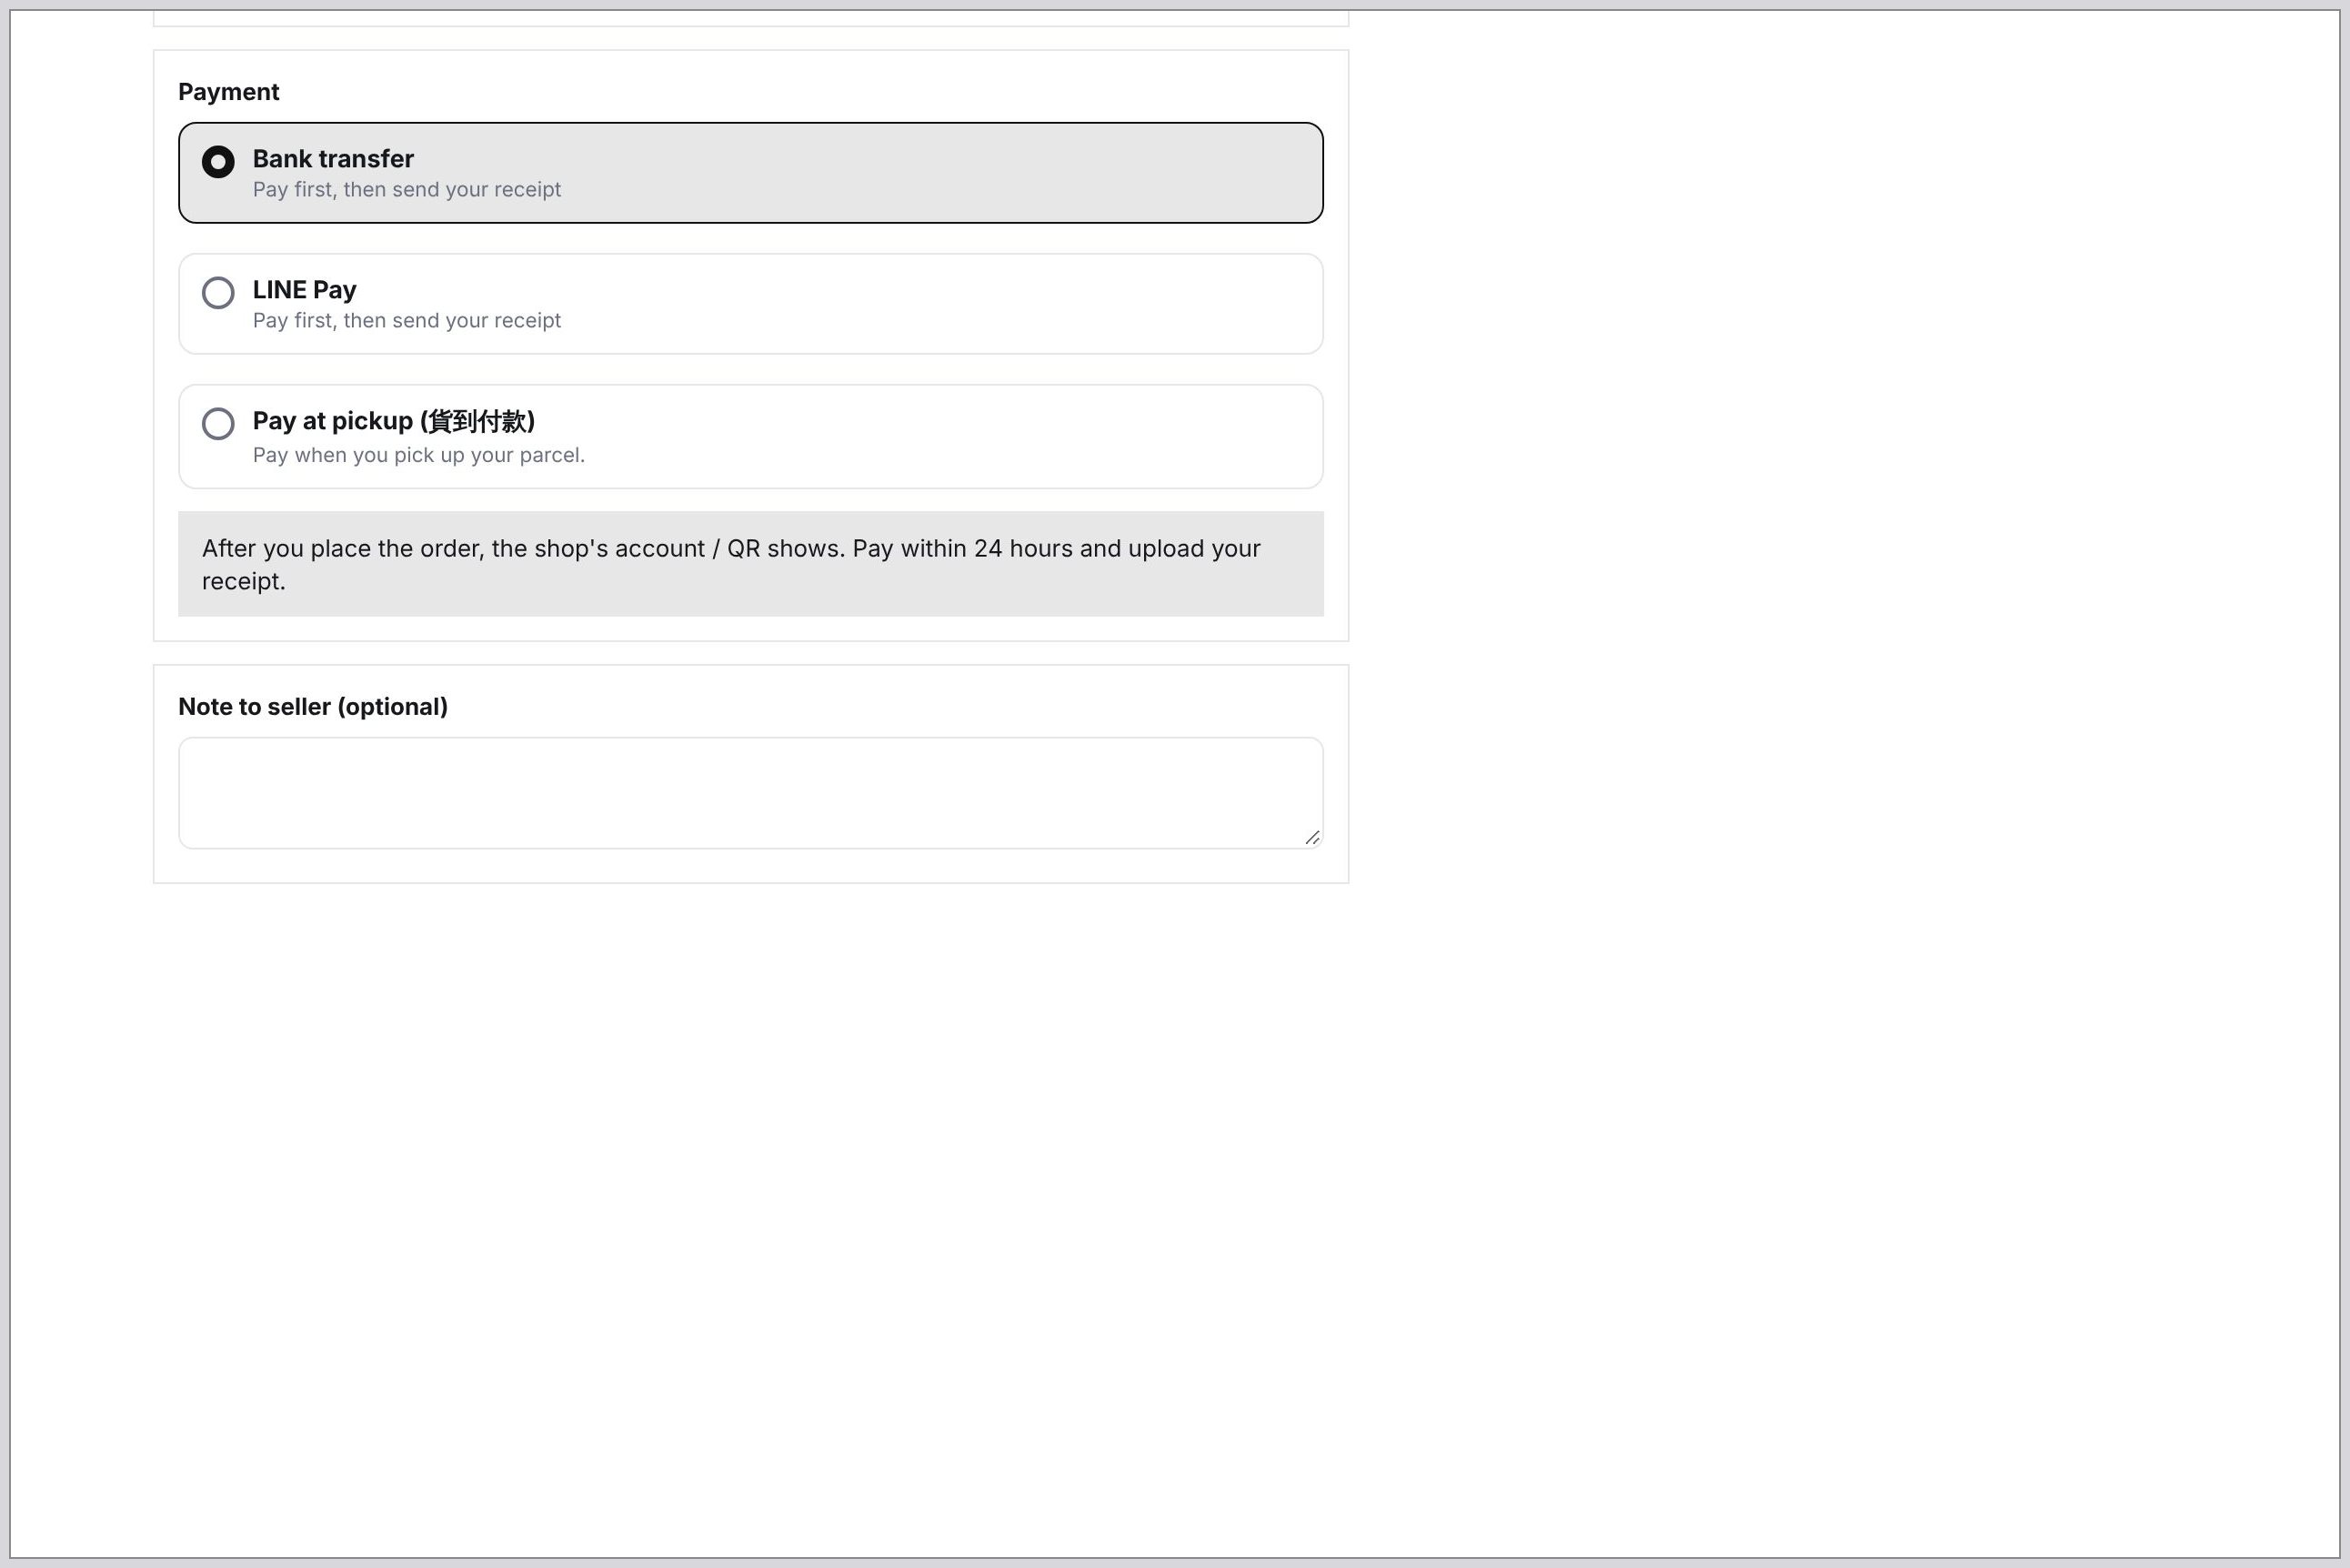 Payment
Bank transfer
Pay first, then send your receipt
LINE Pay
Pay first, then send your receipt
Pay at pickup (貨到付款)
Pay when you pick up your parcel.
After you place the order, the shop's account / QR shows. Pay within 24 hours and upload your
receipt.
Note to seller (optional)